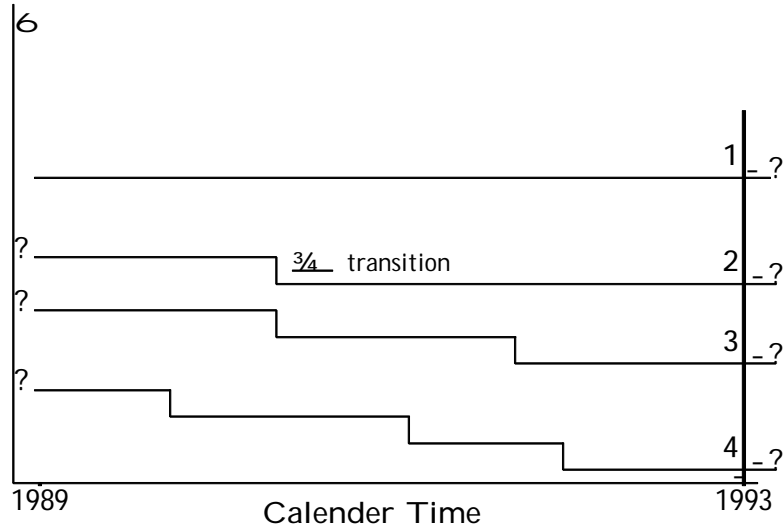 6
1 – ?
?
¾ transition
2 – ?
?
3 – ?
?
4 – ?
1989
Calender Time
1993